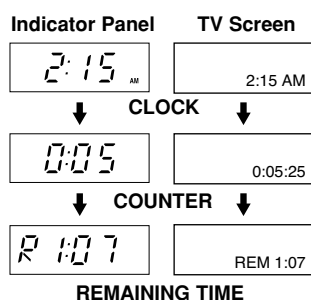 Indicator Panel TV Screen
2:15 AM 2:15 AM
CLOCK
0:05 0:05:25
COUNTER
R 1:07 REM 1:07
REMAINING TIME